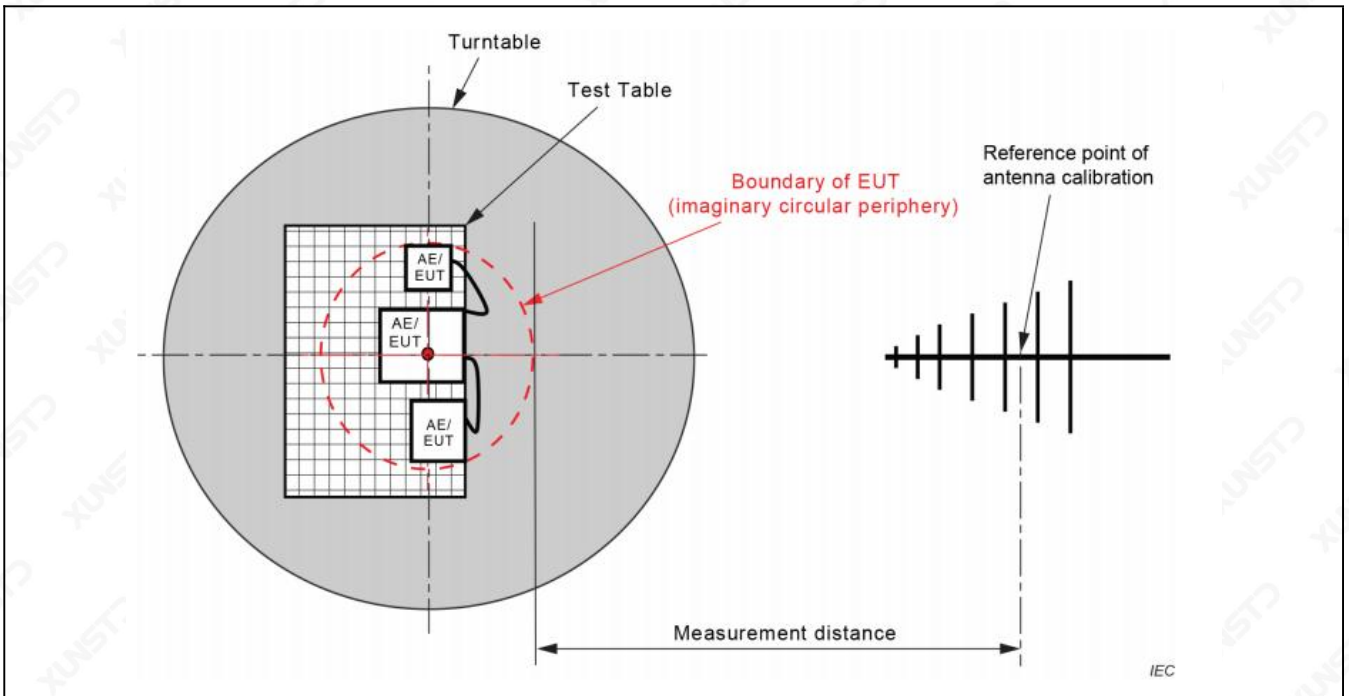 Turntable
Test Table
Reference point of
antenna calibration
Boundary of EUT
(imaginary circular periphery)
AE/
EUT
AE/
EUT
AE/
EUT
Measurement distance
IEC